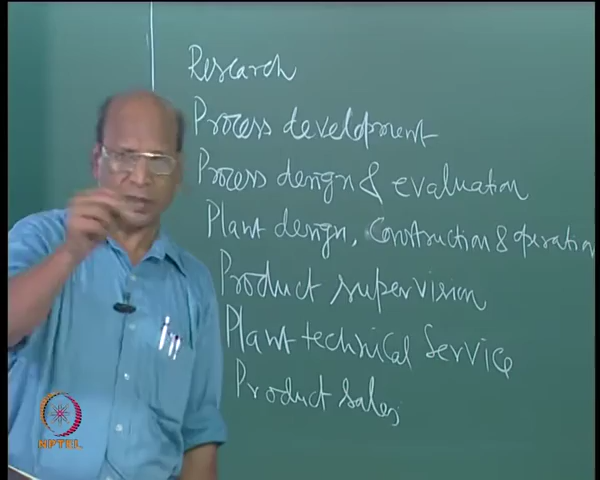 Research
Process development
Process design & evaluation
Plant design, Construction & operation
Product supervision
Plant technical Service
Product sales
NPTEL